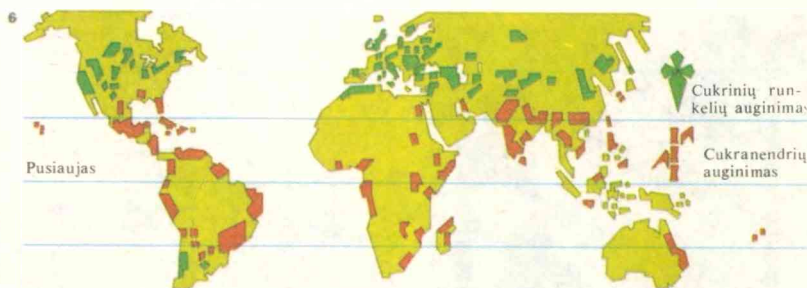 6
Cukrinių run-
kelių auginimas
Cukranendrių
auginimas
Pusiaujas